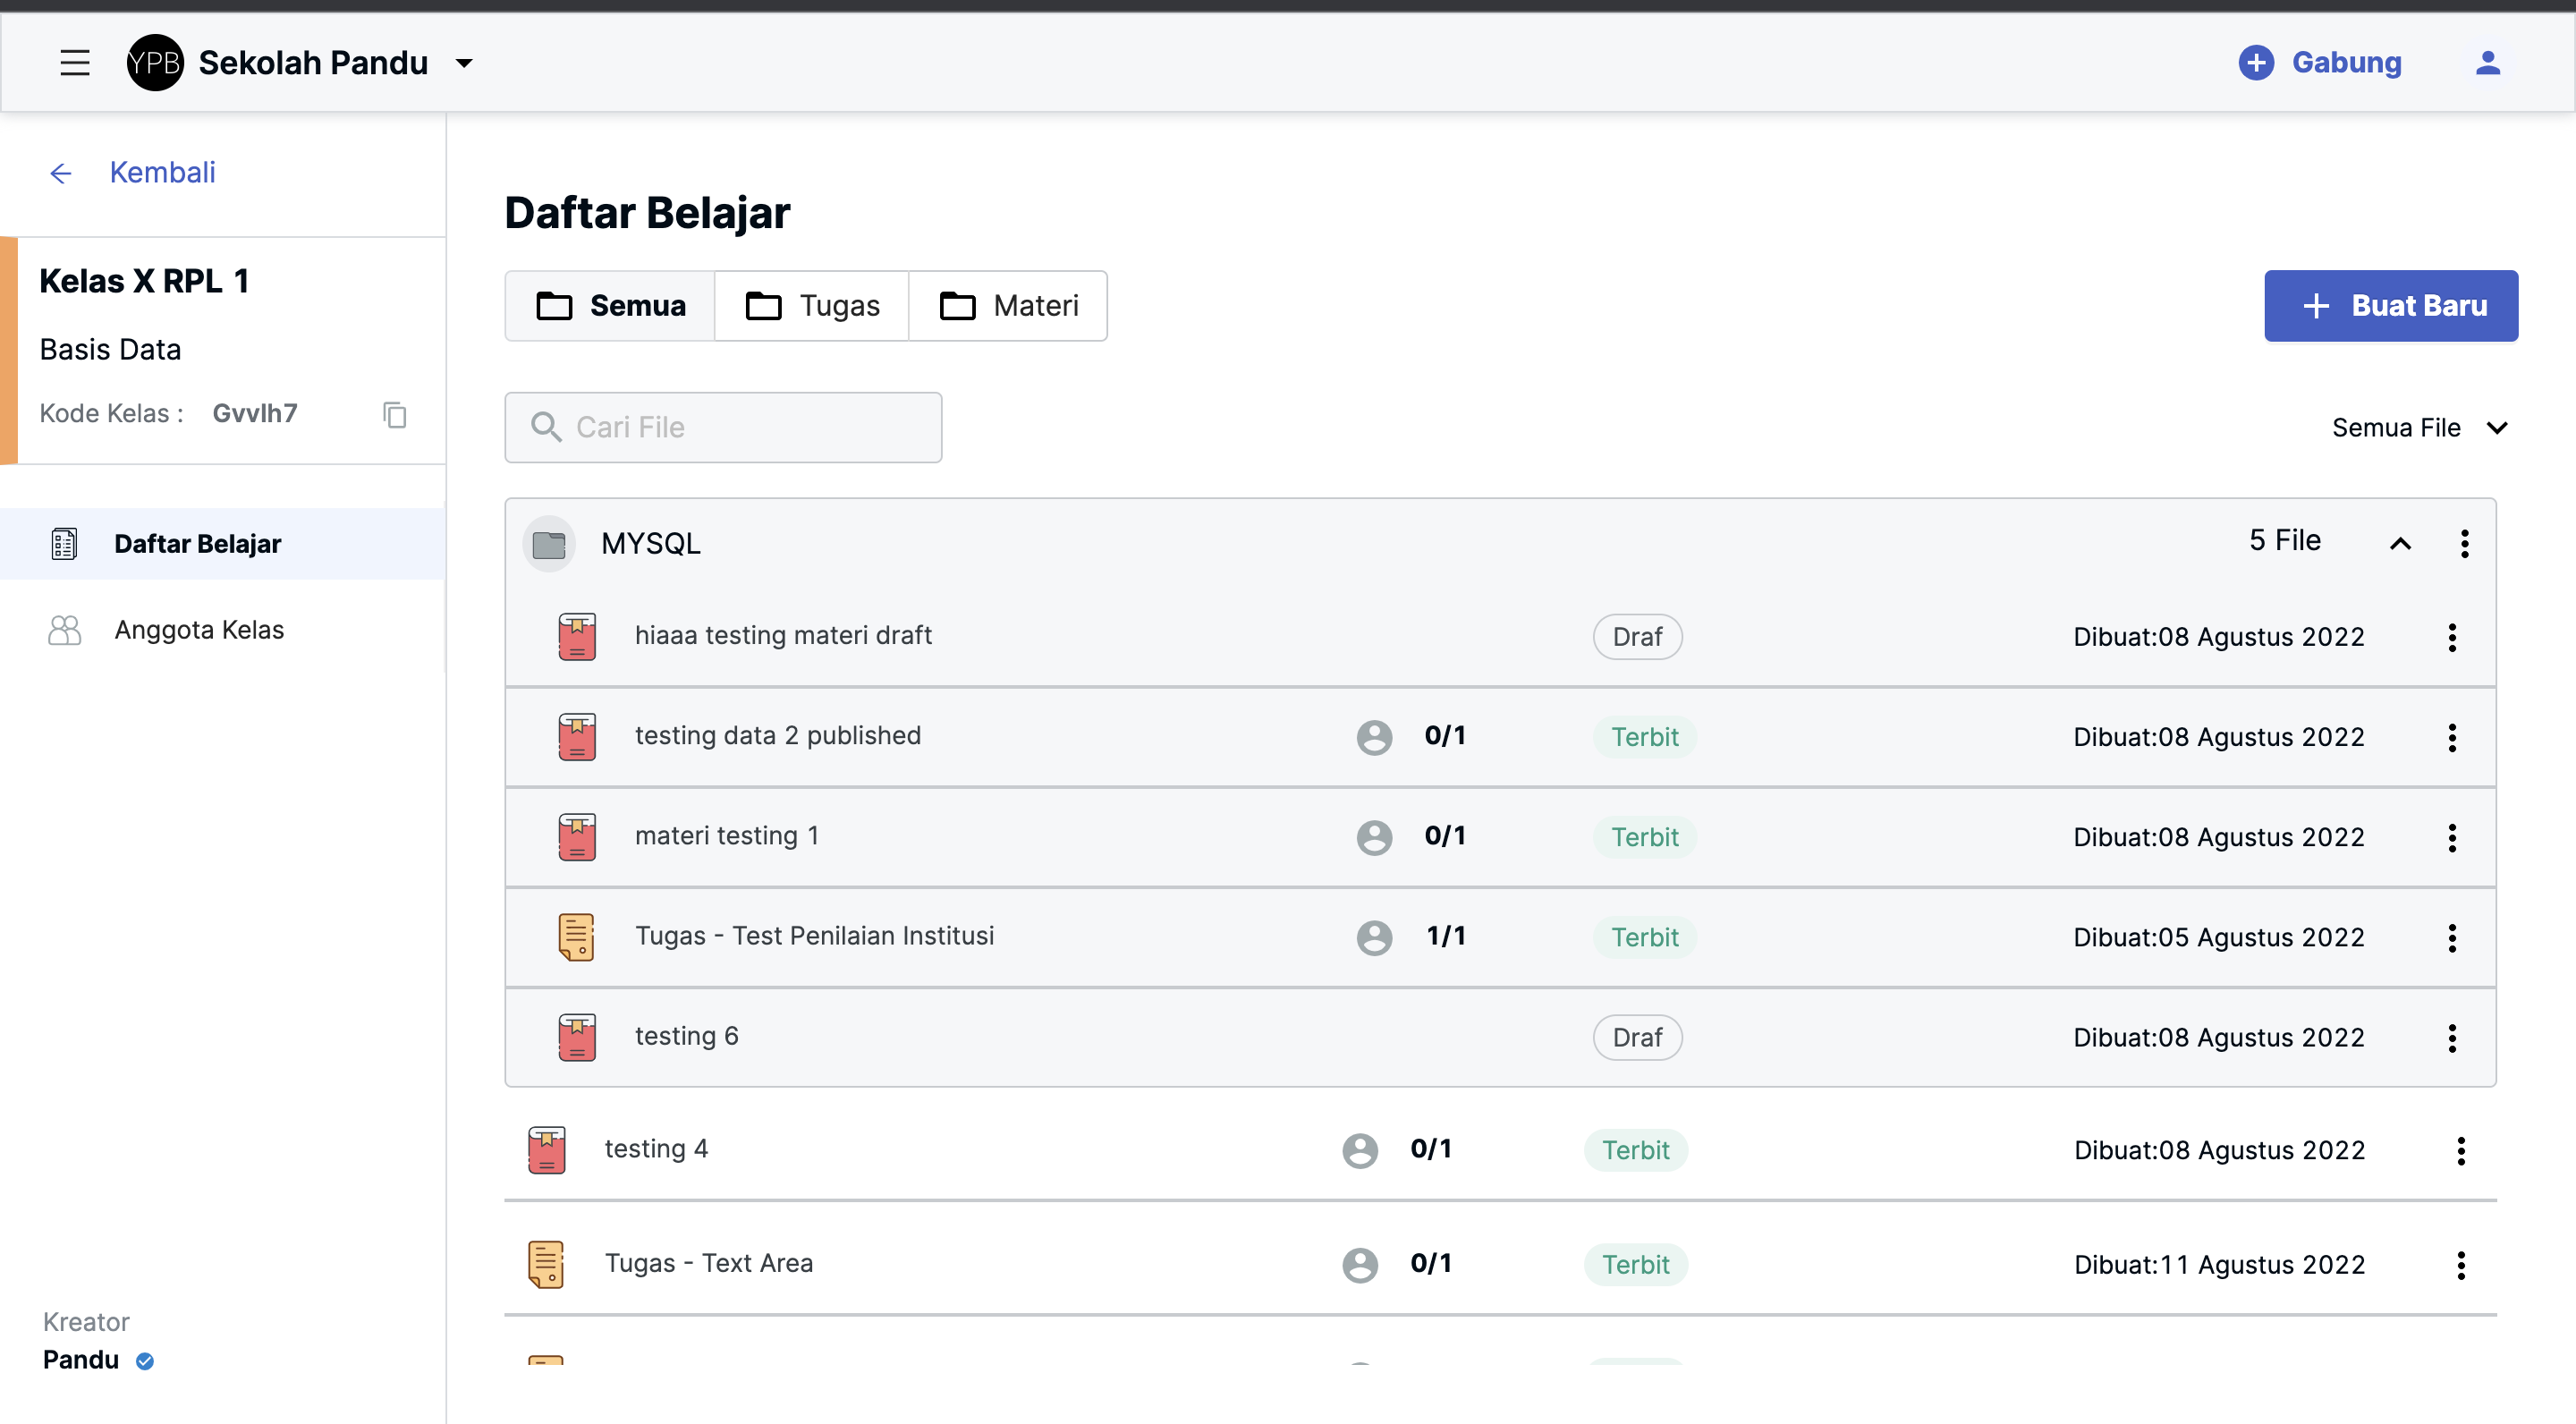 YPB Sekolah Pandu
Gabung
Kembali
Kelas X RPL 1
Basis Data
Kode Kelas : Gvvlh7
Daftar Belajar
Anggota Kelas
Kreator
Pandu
Daftar Belajar
Semua Tugas Materi
Buat Baru
Cari File
Semua File
MYSQL 5 File
hiaaa testing materi draft Draf Dibuat:08 Agustus 2022
testing data 2 published 0/1 Terbit Dibuat:08 Agustus 2022
materi testing 1 0/1 Terbit Dibuat:08 Agustus 2022
Tugas - Test Penilaian Institusi 1/1 Terbit Dibuat:05 Agustus 2022
testing 6 Draf Dibuat:08 Agustus 2022
testing 4 0/1 Terbit Dibuat:08 Agustus 2022
Tugas - Text Area 0/1 Terbit Dibuat:11 Agustus 2022